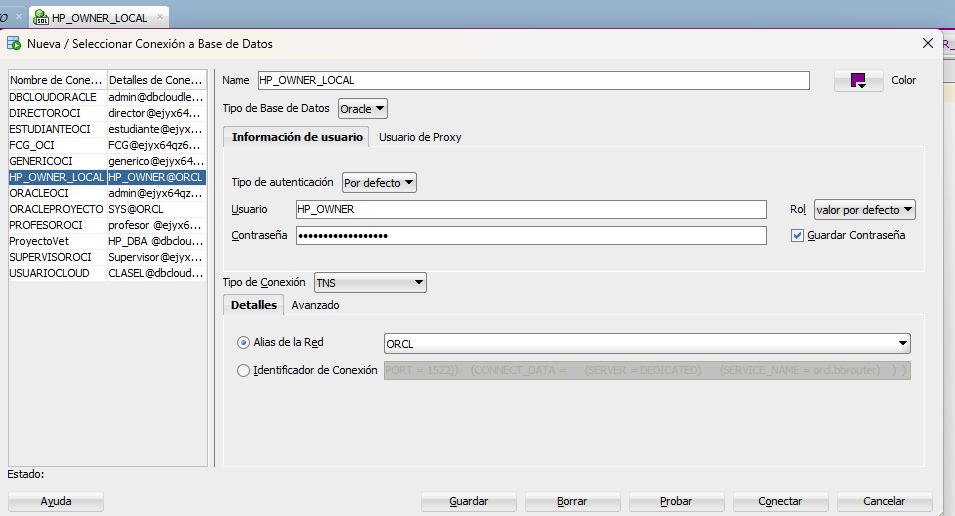 HP_OWNER_LOCAL
Nueva / Seleccionar Conexión a Base de Datos
Nombre de Cone... Detalles de Cone...
DBCLOUDORACLE admin@dbcloudle...
DIRECTOROCI director@ejyx64...
ESTUDIANTEOCI estudiante@ejyx...
FCG_OCI FCG@ejyx64qz6...
GENERICOOCI generico@ejyx64...
HP_OWNER_LOCAL HP_OWNER@ORCL
ORACLEOCI admin@ejyx64qz...
ORACLEPROYECTO SYS@ORCL
PROFESOROCI profesor @ejyx6...
ProyectoVet HP_DBA @dbclou...
SUPERVISOROCI Supervisor@ejyx...
USUARIOCLOUD CLASEL@dbcloud...
Name HP_OWNER_LOCAL Color
Tipo de Base de Datos Oracle
Información de usuario Usuario de Proxy
Tipo de autenticación Por defecto
Usuario HP_OWNER Rol valor por defecto
Contraseña •••••••••••••••••• Guardar Contraseña
Tipo de Conexión TNS
Detalles Avanzado
Alias de la Red ORCL
Identificador de Conexión PORT = 1522)) (CONNECT_DATA = (SERVER = DEDICATED) (SERVICE_NAME = orcl.bbrouter) ) )
Estado:
Ayuda Guardar Borrar Probar Conectar Cancelar